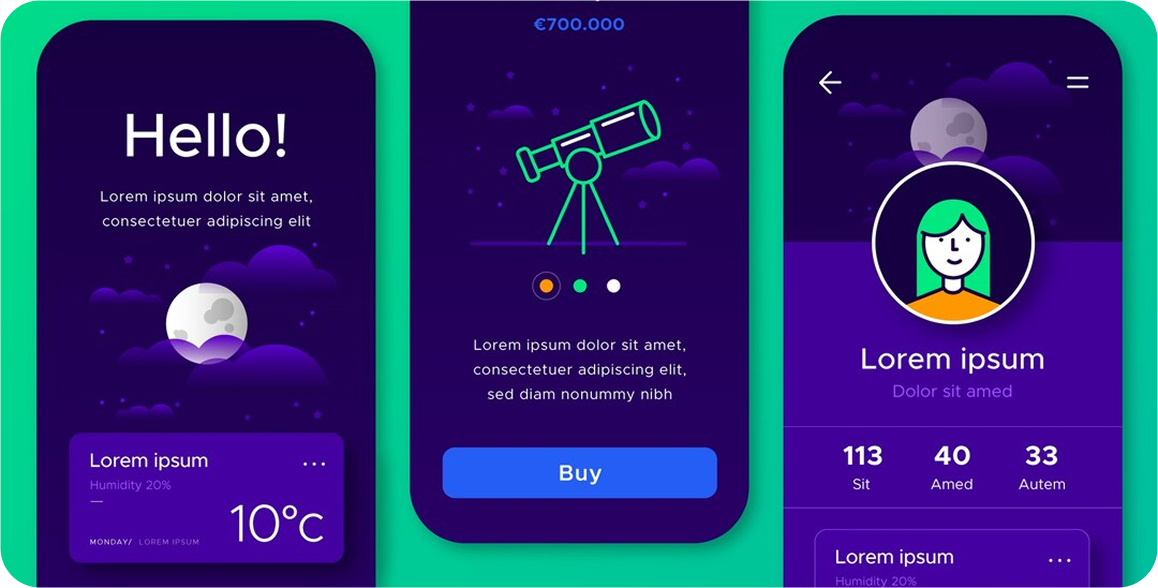 Hello!
Lorem ipsum dolor sit amet,
consectetuer adipiscing elit
Lorem ipsum
Humidity 20%
10°c
MONDAY/ LOREM IPSUM
€700.000
Lorem ipsum dolor sit amet,
consectetuer adipiscing elit,
sed diam nonummy nibh
Buy
Lorem ipsum
Dolor sit amed
113 40 33
Sit Amed Autem
Lorem ipsum
Humidity 20%